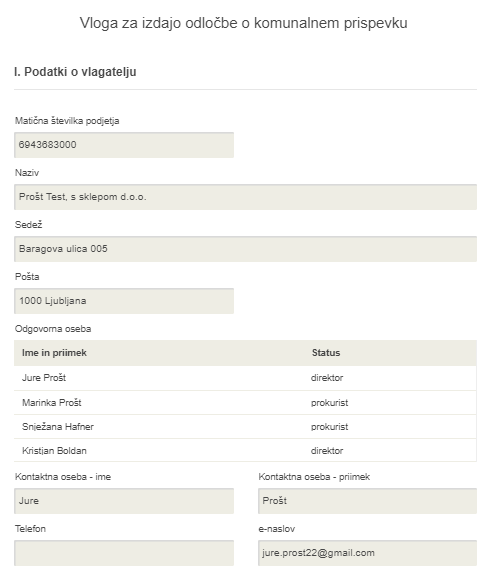 Vloga za izdajo odločbe o komunalnem prispevku
I. Podatki o vlagatelju
Matična številka podjetja
6943683000
Naziv
Prošt Test, s sklepom d.o.o.
Sedež
Baragova ulica 005
Pošta
1000 Ljubljana
Odgovorna oseba
Ime in priimek Status
Jure Prošt direktor
Marinka Prošt prokurist
Snježana Hafner prokurist
Kristjan Boldan direktor
Kontaktna oseba - ime Kontaktna oseba - priimek
Jure Prošt
Telefon e-naslov
jure.prost22@gmail.com